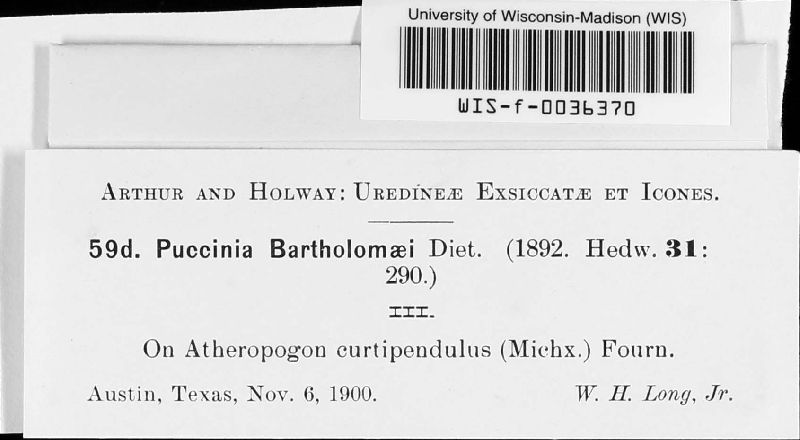 University of Wisconsin-Madison (WIS)
WIS-f-0036370
Arthur and Holway: Uredineæ Exsiccatæ et Icones.
59d. Puccinia Bartholomæi Diet. (1892. Hedw. 31:
290.)
III.
On Atheropogon curtipendulus (Michx.) Fourn.
Austin, Texas, Nov. 6, 1900. W. H. Long, Jr.